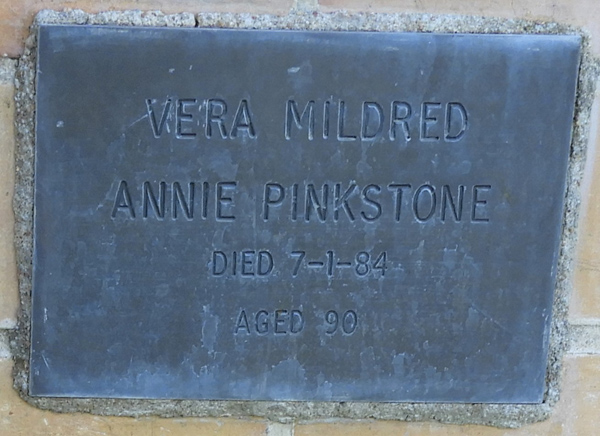 VERA MILDRED
ANNIE PINKSTONE
DIED 7-1-84
AGED 90